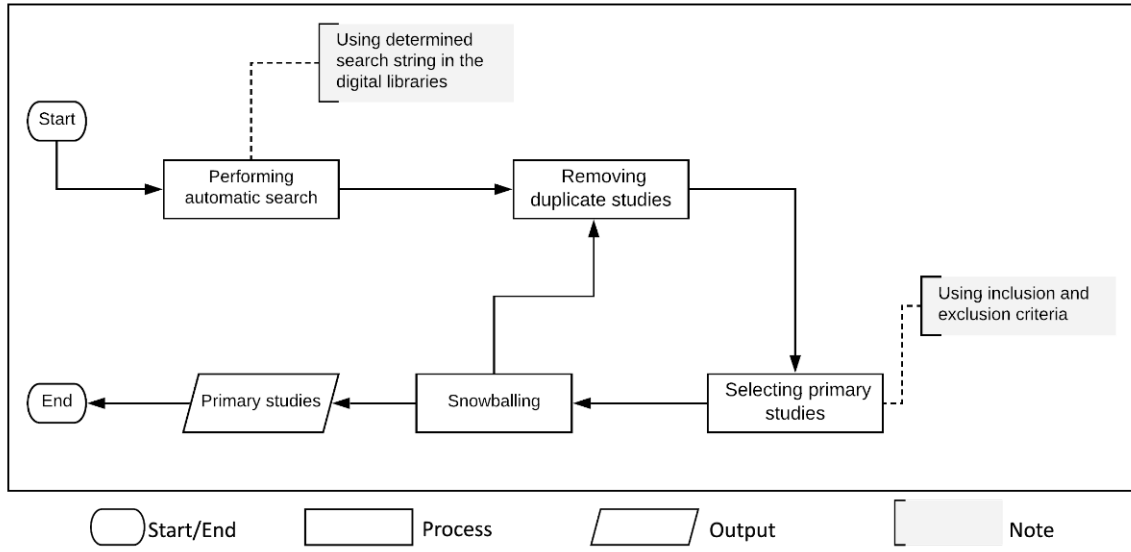 Using determined
search string in the
digital libraries
Start
Performing
automatic search
Removing
duplicate studies
Using inclusion and
exclusion criteria
End
Primary studies
Snowballing
Selecting primary
studies
Start/End
Process
Output
Note